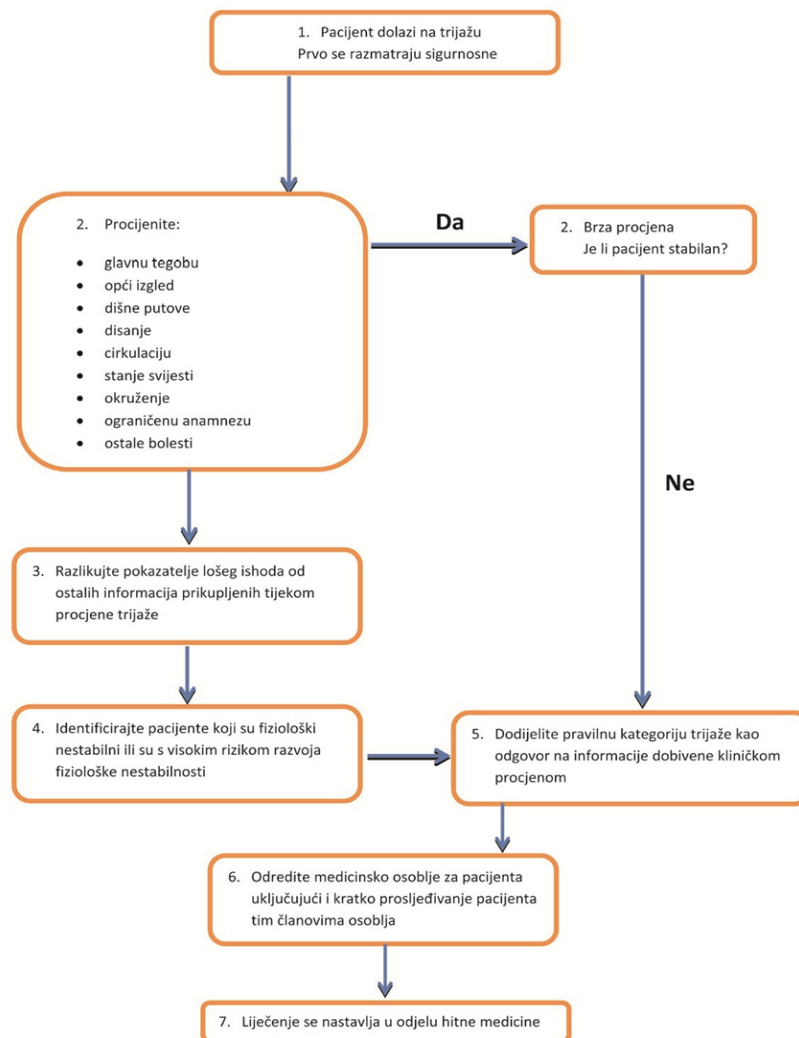 1. Pacijent dolazi na trijažu
Prvo se razmatraju sigurnosne
2. Procijenite:
• glavnu tegobu
• opći izgled
• dišne putove
• disanje
• cirkulaciju
• stanje svijesti
• okruženje
• ograničenu anamnezu
• ostale bolesti
Da
2. Brza procjena
Je li pacijent stabilan?
Ne
3. Razlikujte pokazatelje lošeg ishoda od
ostalih informacija prikupljenih tijekom
procjene trijaže
4. Identificirajte pacijente koji su fiziološki
nestabilni ili su s visokim rizikom razvoja
fiziološke nestabilnosti
5. Dodijelite pravilnu kategoriju trijaže kao
odgovor na informacije dobivene kliničkom
procjenom
6. Odredite medicinsko osoblje za pacijenta
uključujući i kratko prosljeđivanje pacijenta
tim članovima osoblja
7. Liječenje se nastavlja u odjelu hitne medicine